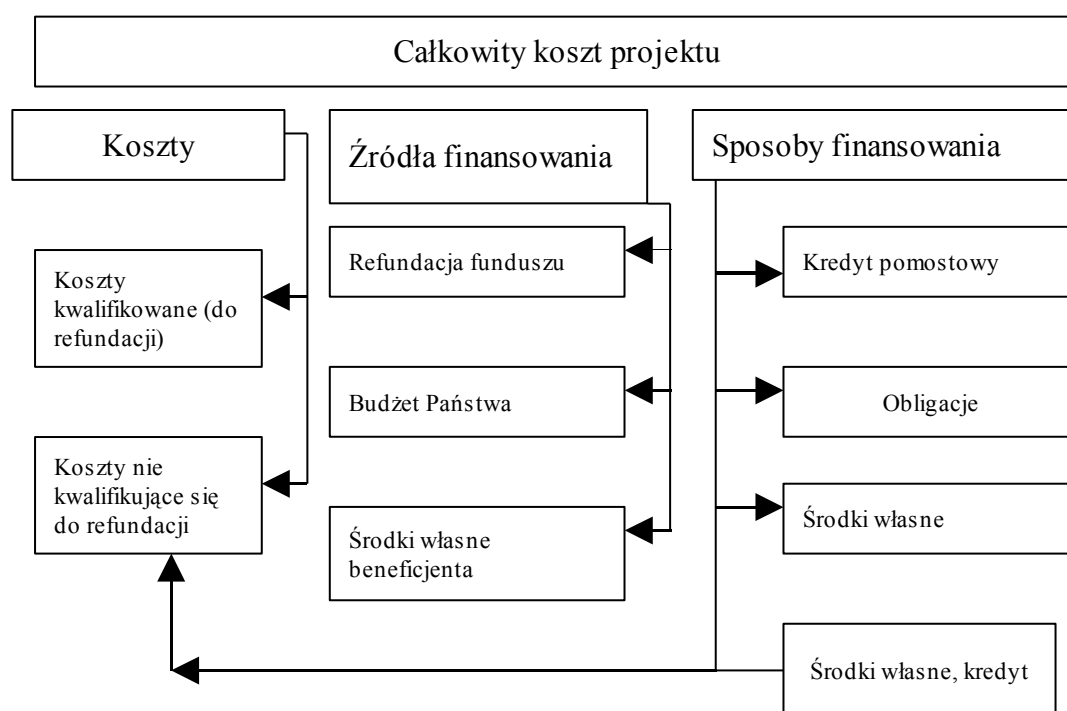 Całkowity koszt projektu
Koszty
Źródła finansowania
Sposoby finansowania
Koszty
kwalifikowane (do
refundacji)
Koszty nie
kwalifikujące się
do refundacji
Refundacja funduszu
Budżet Państwa
Środki własne
beneficjenta
Kredyt pomostowy
Obligacje
Środki własne
Środki własne, kredyt